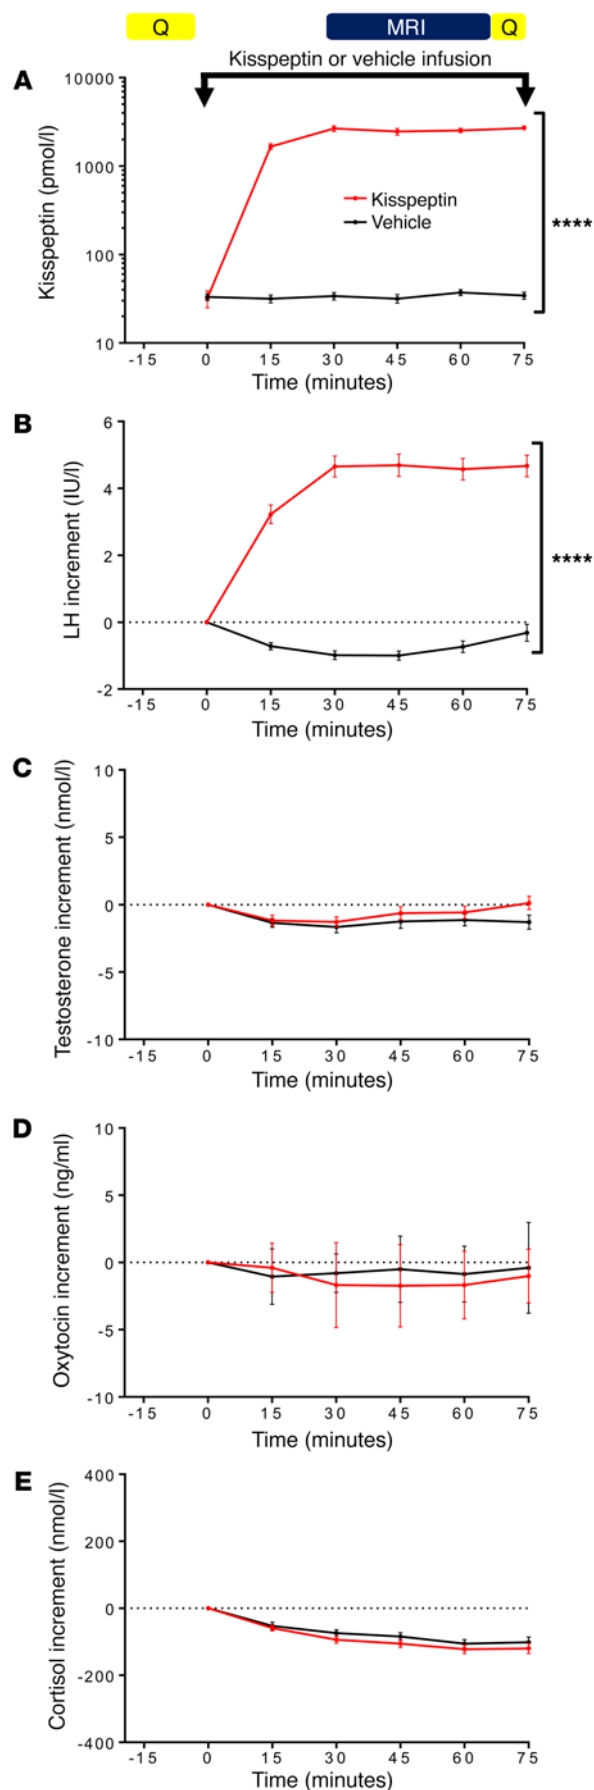 Q MRI Q
Kisspeptin or vehicle infusion
A
Kisspeptin (pmol/l)
10000
1000
100
10
Kisspeptin
Vehicle
****
-15 0 15 30 45 60 75
Time (minutes)
B
LH increment (IU/l)
6
4
2
0
-2
****
-15 0 15 30 45 60 75
Time (minutes)
C
Testosterone increment (nmol/l)
10
5
0
-5
-10
-15 0 15 30 45 60 75
Time (minutes)
D
Oxytocin increment (ng/ml)
10
5
0
-5
-10
-15 0 15 30 45 60 75
Time (minutes)
E
Cortisol increment (nmol/l)
400
200
0
-200
-400
-15 0 15 30 45 60 75
Time (minutes)